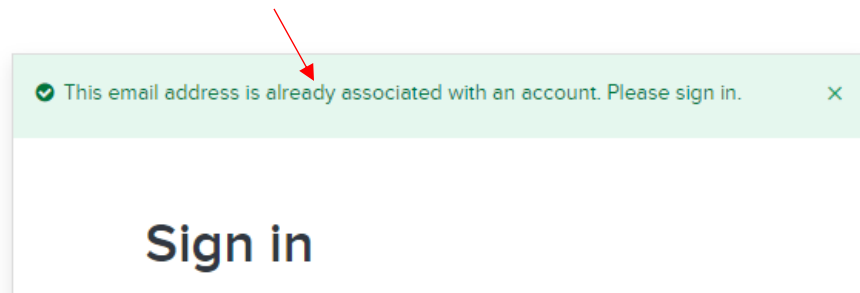 This email address is already associated with an account. Please sign in.
Sign in